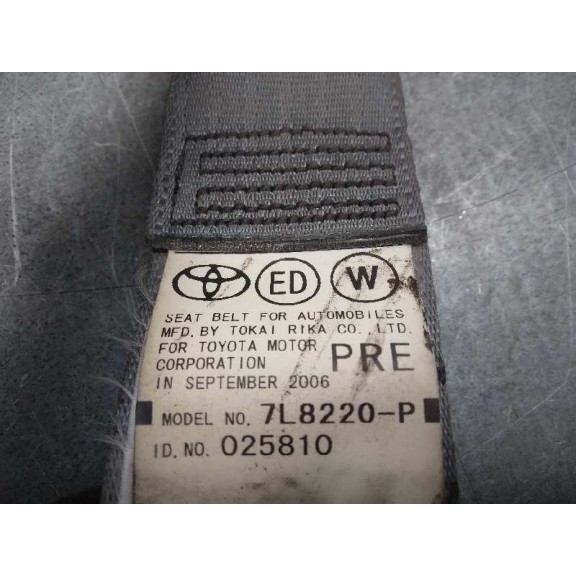 ED W
SEAT BELT FOR AUTOMOBILES
MFD. BY TOKAI RIKA CO., LTD.
FOR TOYOTA MOTOR
CORPORATION PRE
IN SEPTEMBER 2006
MODEL NO. 7L8220-P
I D. NO. 025810